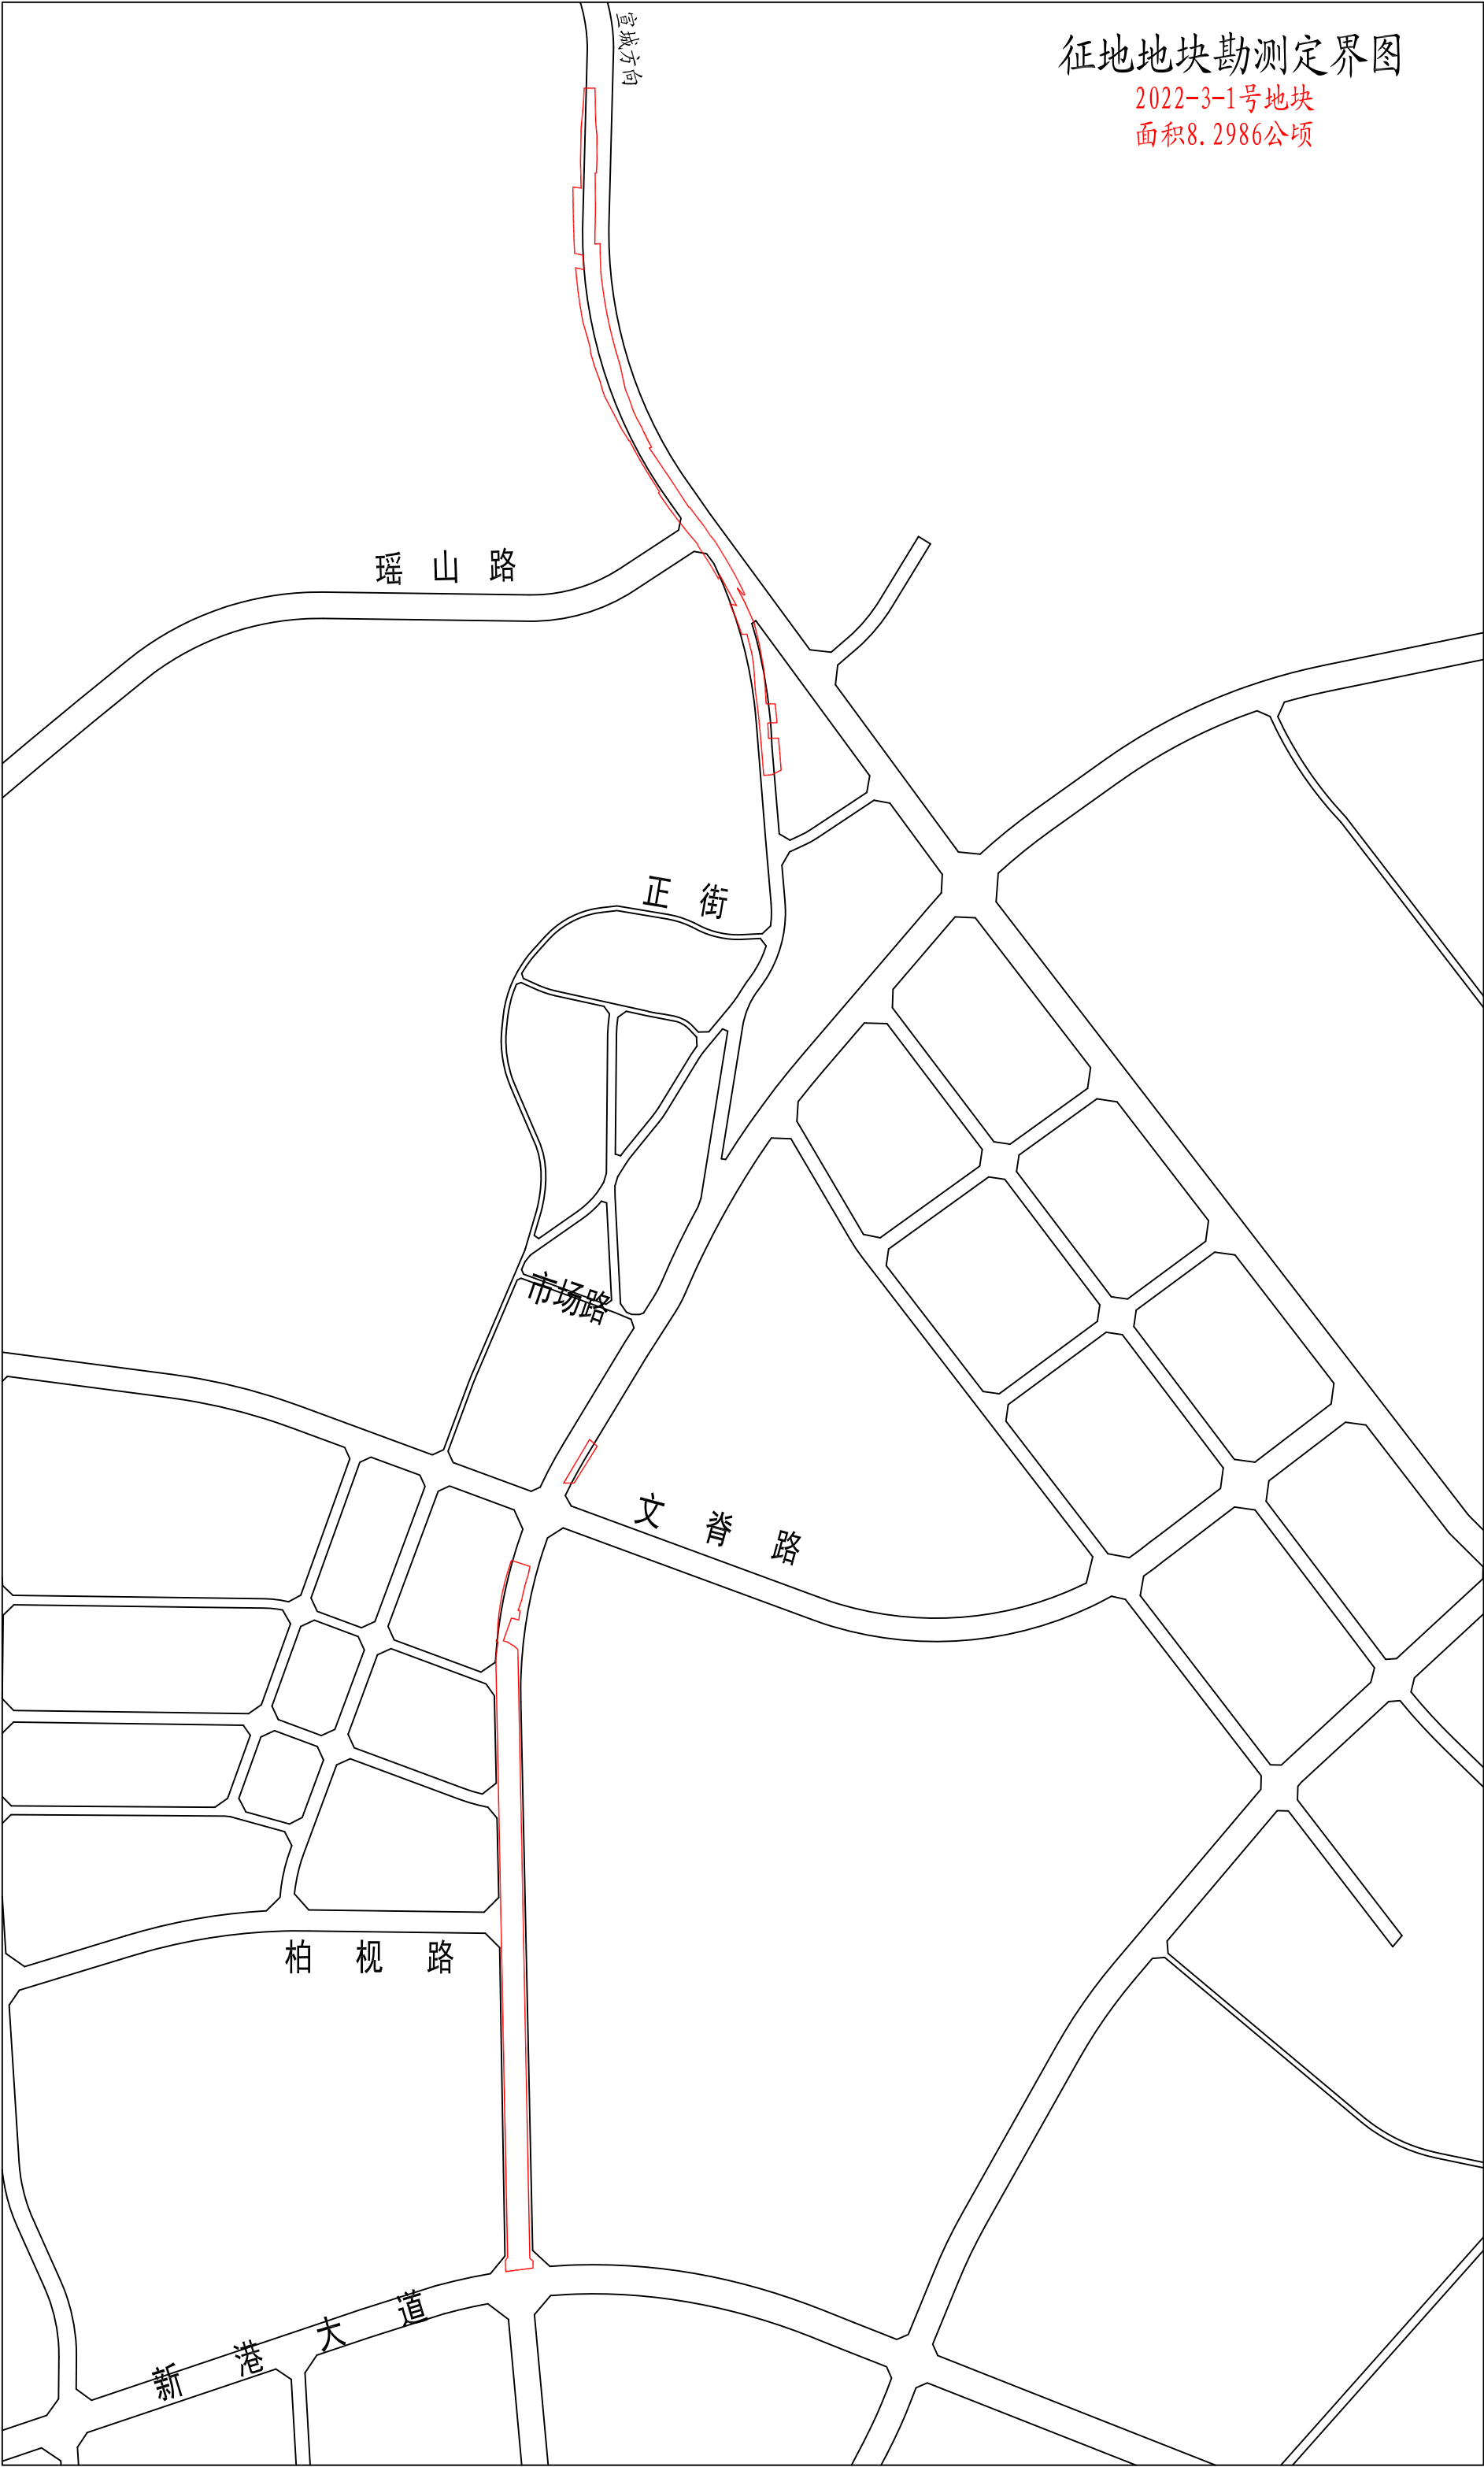 宣城方向
征地地块勘测定界图
2022-3-1号地块
面积8.2986公顷
瑶山路
正街
市场路
文脊路
柏枧路
新港大道